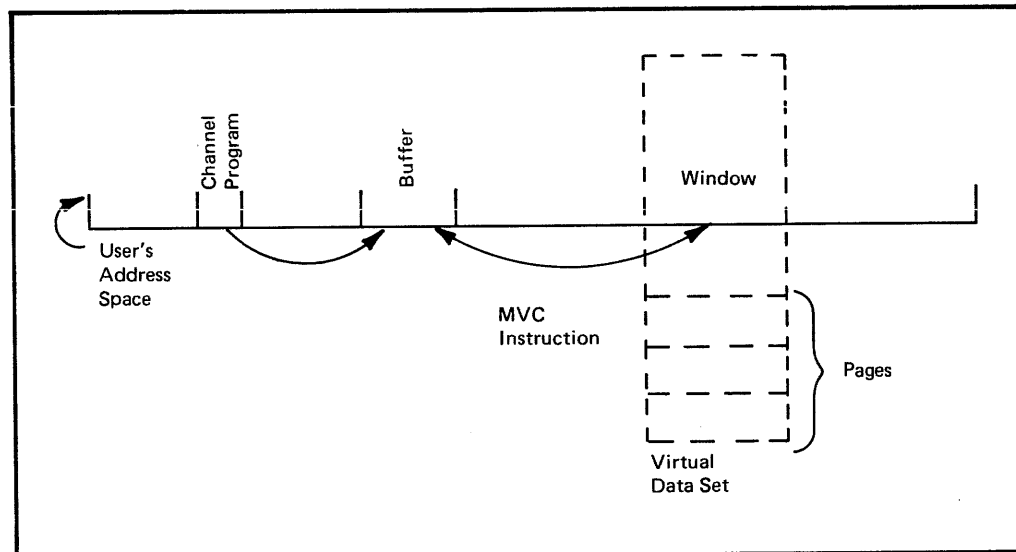 Channel
Program
Buffer
Window
User's
Address
Space
MVC
Instruction
Pages
Virtual
Data Set